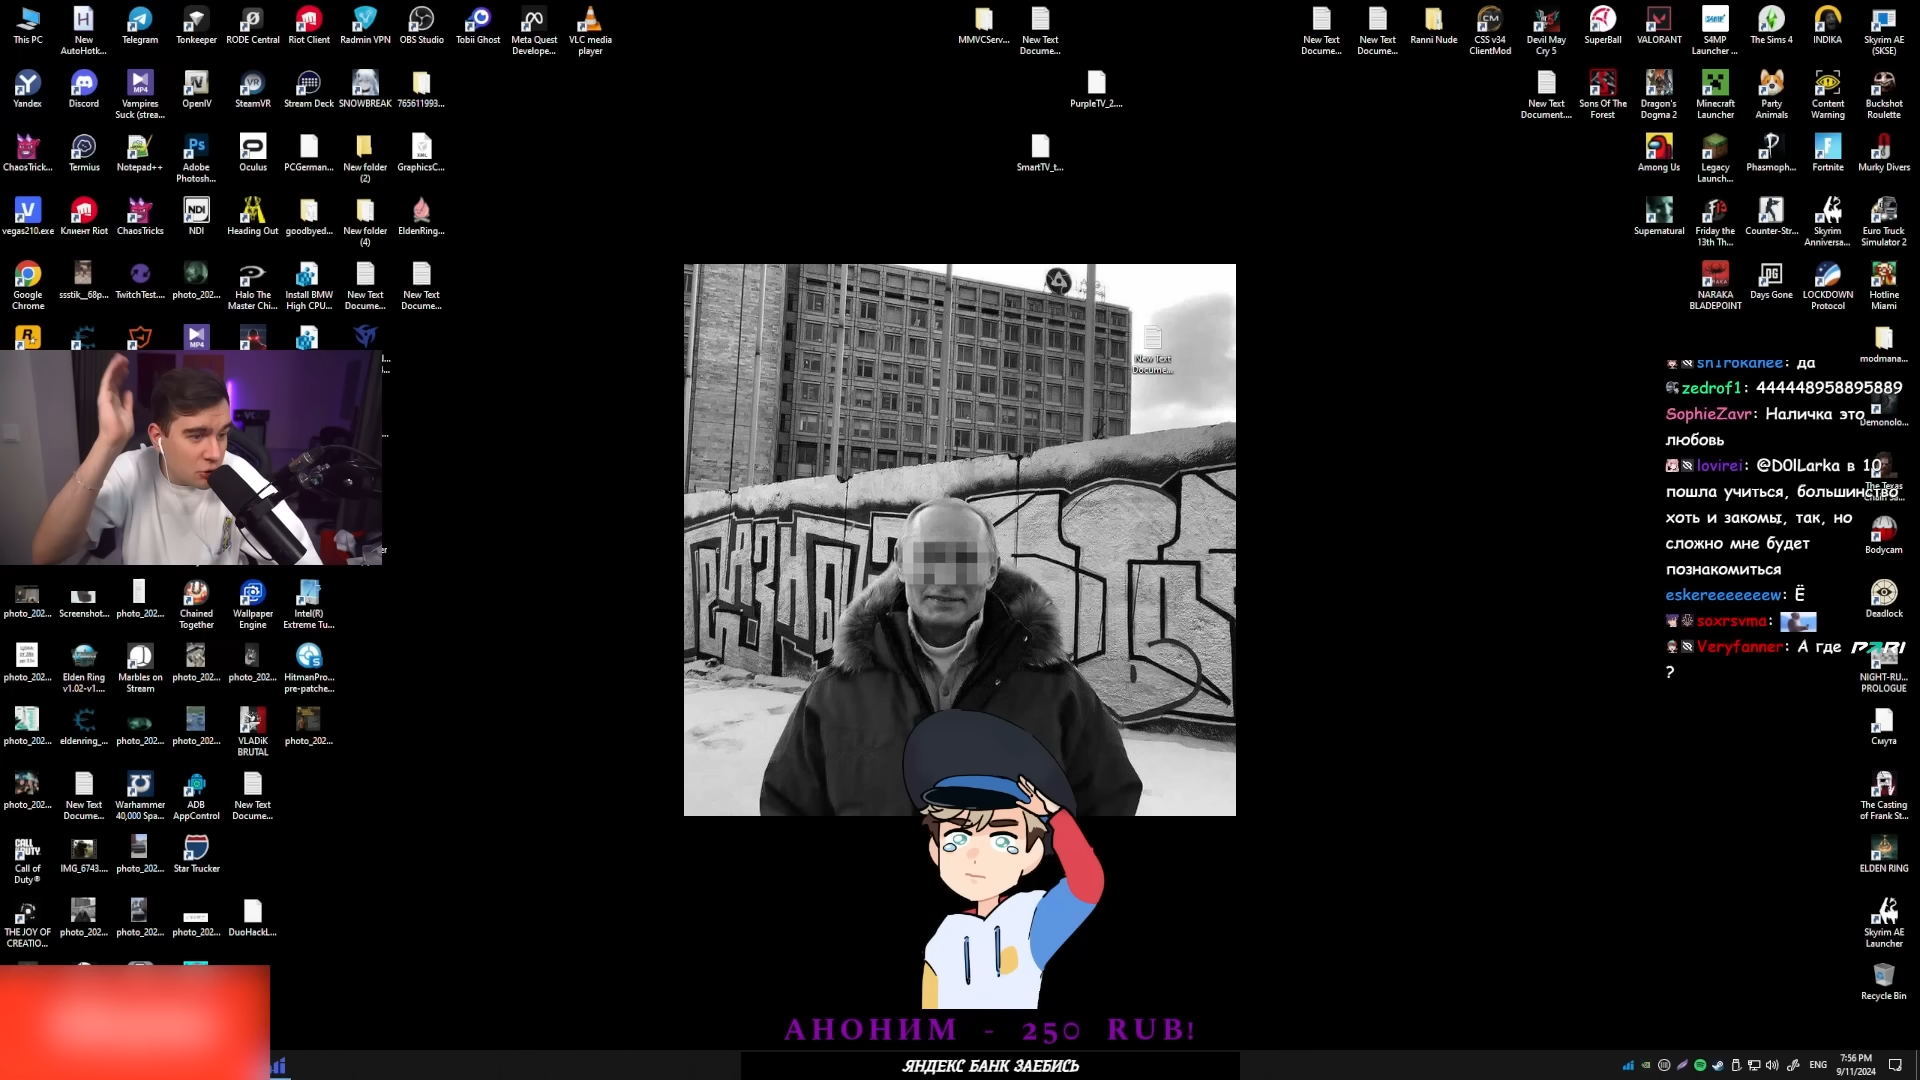 This PC
New AutoHotk...
Telegram
Tonkeeper
RODE Central
Riot Client
Radmin VPN
OBS Studio
Tobii Ghost
Meta Quest Develope...
VLC media player
MMVCServ...
New Text Docume...
New Text Docume...
New Text Docume...
Ranni Nude
CSS v34 ClientMod
Devil May Cry 5
SuperBall
VALORANT
S4MP Launcher ...
The Sims 4
INDIKA
Skyrim AE (SKSE)
Yandex
Discord
Vampires Suck (strea...
OpenIV
SteamVR
Stream Deck
SNOWBREAK
765611993...
PurpleTV_2....
New Text Document....
Sons Of The Forest
Dragon's Dogma 2
Minecraft Launcher
Party Animals
Content Warning
Buckshot Roulette
ChaosTrick...
Termius
Notepad++
Adobe Photosh...
Oculus
PCGerman...
New folder (2)
GraphicsC...
SmartTV_t...
Among Us
Legacy Launch...
Phasmoph...
Fortnite
Murky Divers
vegas210.exe
Клиент Riot
ChaosTricks
NDI
Heading Out
goodbyed...
New folder (4)
EldenRing...
Supernatural
Friday the 13th Th...
Counter-Str...
Skyrim Anniversa...
Euro Truck Simulator 2
Google Chrome
ssstik__68p...
TwitchTest....
photo_202...
Halo The Master Chi...
Install BMW High CPU...
New Text Docume...
New Text Docume...
NARAKA BLADEPOINT
Days Gone
LOCKDOWN Protocol
Hotline Miami
New Text Docume...
modmana...
sh1rokanee: да
zedrof1: 444448958895889
SophieZavr: Наличка это
любовь
Demonolo...
lovirei: @D0lLarka в 10
пошла учиться, большинство
хоть и закомы, так, но
сложно мне будет
познакомиться
Bodycam
eskereeeeeeew: Ё
soxrsvma:
Veryfanner: А где PARI
?
photo_202...
Screenshot...
photo_202...
Chained Together
Wallpaper Engine
Intel(R) Extreme Tu...
Deadlock
photo_202...
Elden Ring v1.02-v1....
Marbles on Stream
photo_202...
photo_202...
HitmanPro... pre-patche...
NIGHT-RU... PROLOGUE
photo_202...
eldenring_...
photo_202...
photo_202...
VLADiK BRUTAL
photo_202...
Смута
photo_202...
New Text Docume...
Warhammer 40,000 Spa...
ADB AppControl
New Text Docume...
The Casting of Frank St...
Call of Duty®
IMG_6743....
photo_202...
Star Trucker
ELDEN RING
THE JOY OF CREATIO...
photo_202...
photo_202...
photo_202...
DuoHackL...
Skyrim AE Launcher
Recycle Bin
АНОНИМ - 250 RUB!
ЯНДЕКС БАНК ЗАЕБИСЬ
ENG
7:56 PM
9/11/2024